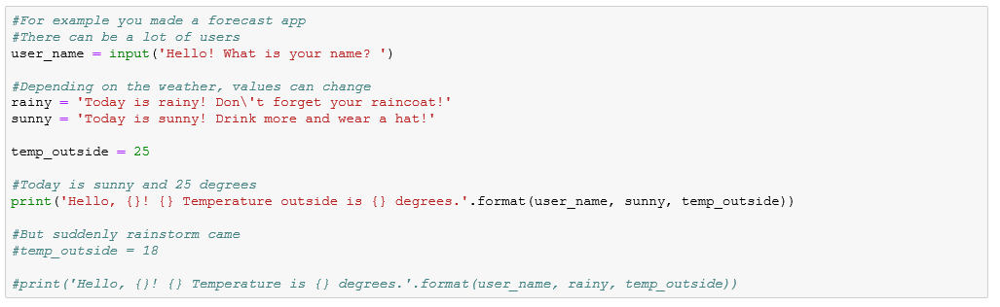 #For example you made a forecast app
#There can be a lot of users
user_name = input('Hello! What is your name? ')
#Depending on the weather, values can change
rainy = 'Today is rainy! Don\'t forget your raincoat!'
sunny = 'Today is sunny! Drink more and wear a hat!'
temp_outside = 25
#Today is sunny and 25 degrees
print('Hello, {}! {} Temperature outside is {} degrees.'.format(user_name, sunny, temp_outside))
#But suddenly rainstorm came
#temp_outside = 18
#print('Hello, {}! {} Temperature is {} degrees.'.format(user_name, rainy, temp_outside))